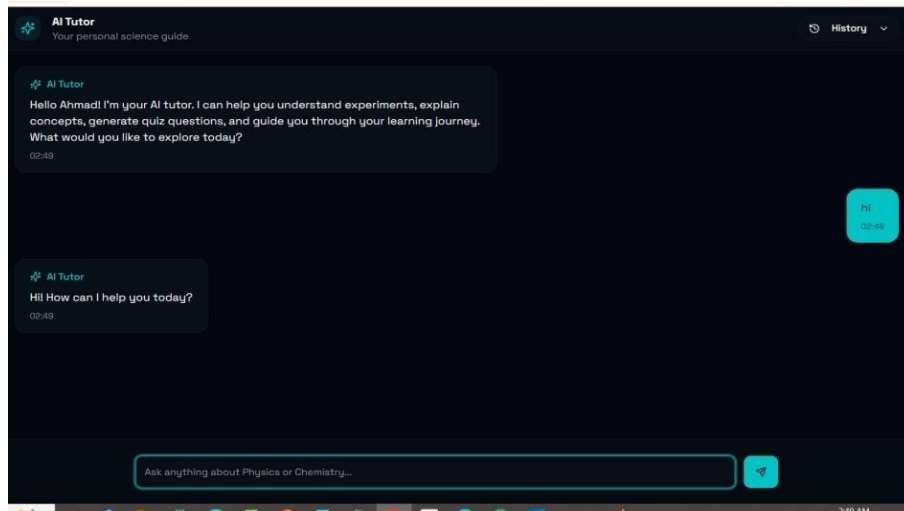 AI Tutor
Your personal science guide
History
AI Tutor
Hello Ahmad! I'm your AI tutor. I can help you understand experiments, explain
concepts, generate quiz questions, and guide you through your learning journey.
What would you like to explore today?
02:49
hi
02:49
AI Tutor
Hi! How can I help you today?
02:49
Ask anything about Physics or Chemistry...
2:49 AM